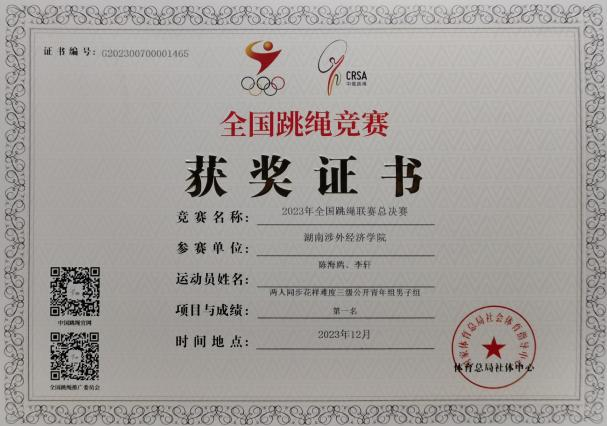 证书编号：G202300700001465
CRSA
中国跳绳
全国跳绳竞赛
获奖证书
竞赛名称：2023年全国跳绳联赛总决赛
参赛单位：湖南涉外经济学院
运动员姓名：陈海鸥、李轩
两人同步花样难度三级公开青年组男子组
项目与成绩：第一名
时间地点：2023年12月
中国跳绳官网
全国跳绳推广委员会
国家体育总局社会体育指导中心
体育总局社体中心